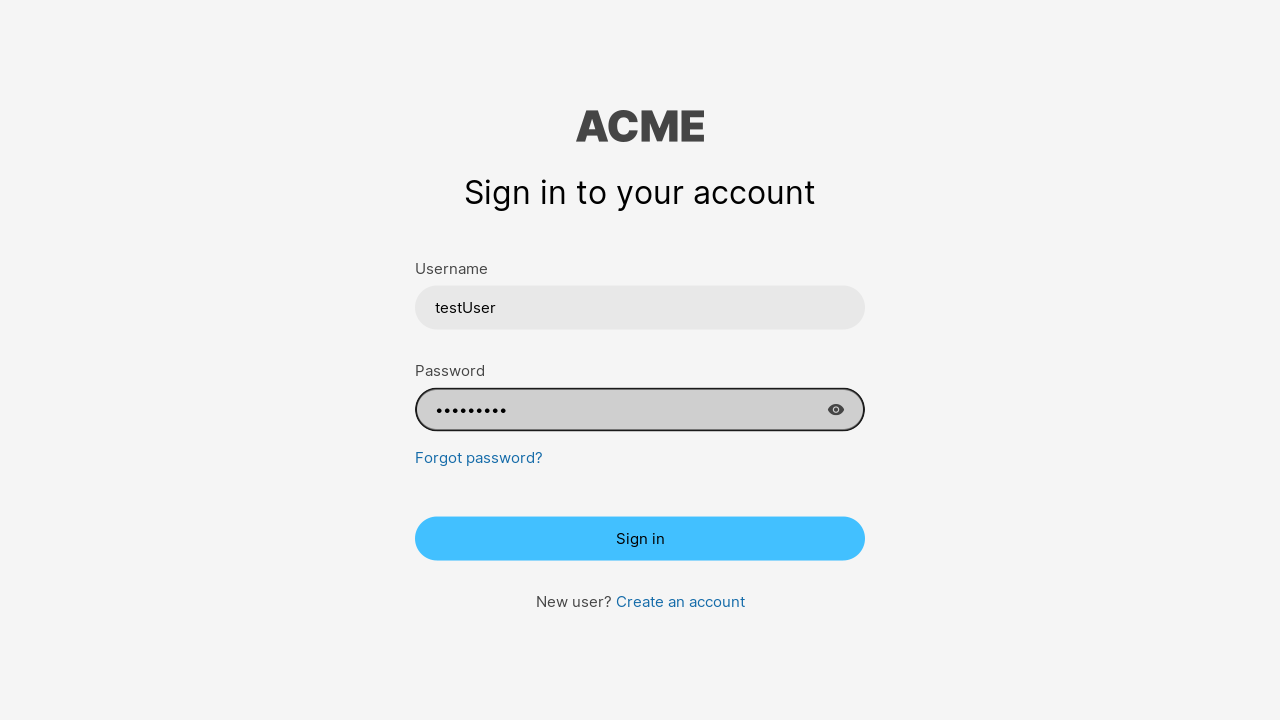 ACME
Sign in to your account
Username
testUser
Password
•••••••••
Forgot password?
Sign in
New user? Create an account